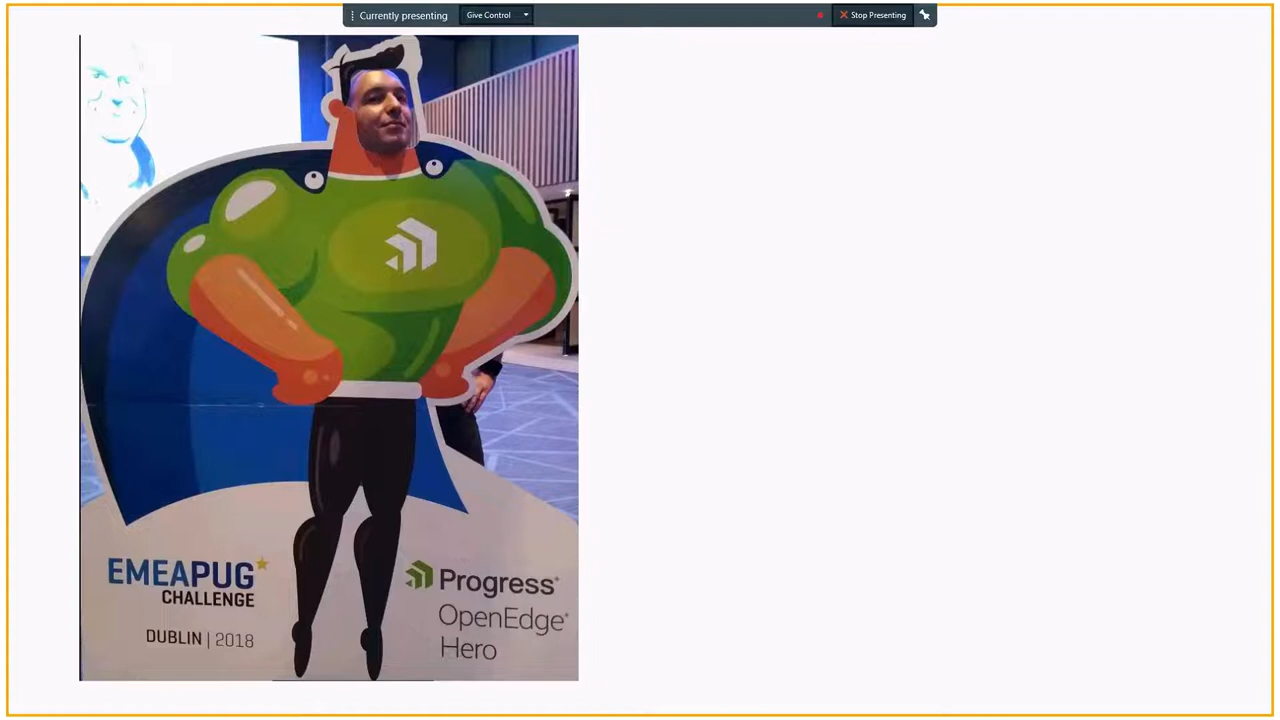 Currently presenting
Give Control
Stop Presenting
EMEAPUG
CHALLENGE
DUBLIN | 2018
Progress®
OpenEdge®
Hero